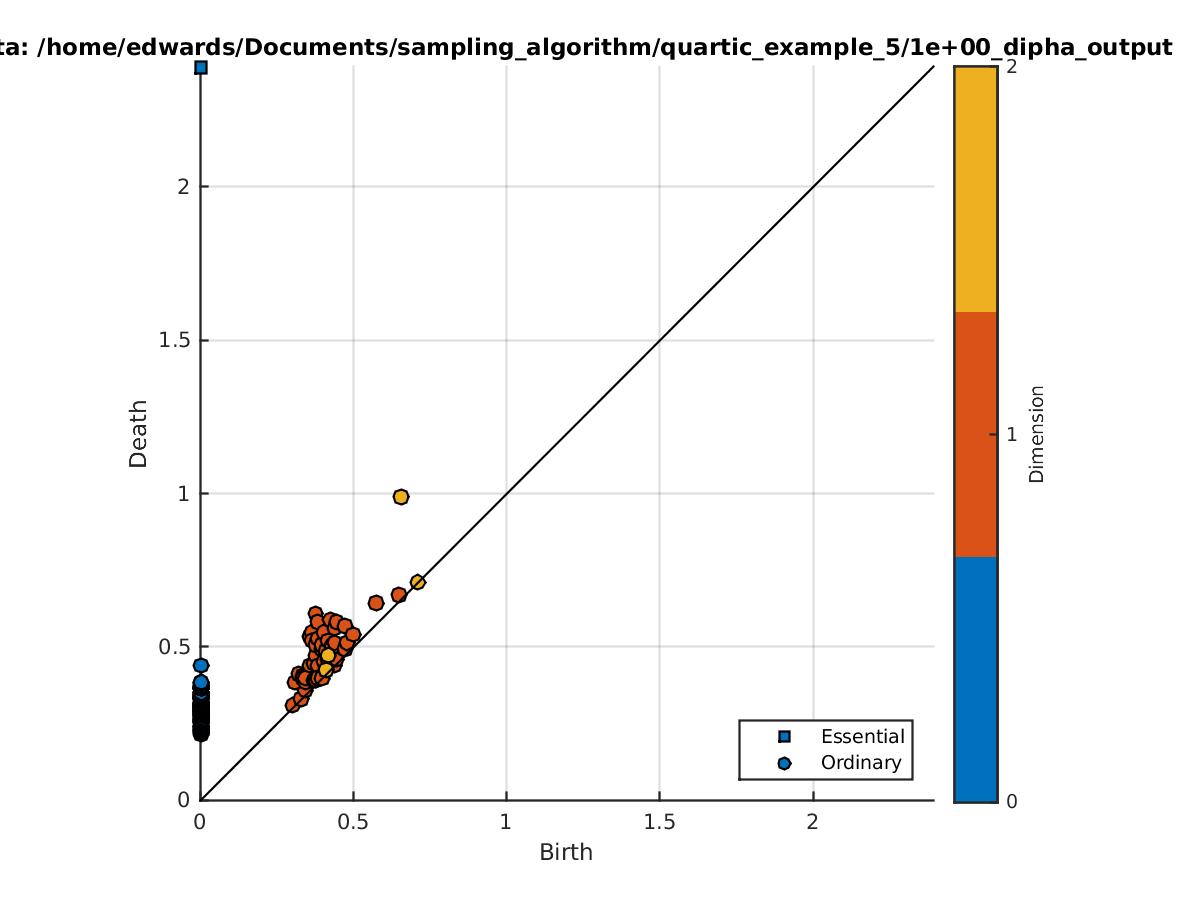 ta: /home/edwards/Documents/sampling_algorithm/quartic_example_5/1e+00_dipha_output
2
2
1.5
Death
1
Dimension
1
0.5
Essential
Ordinary
0
0
0 0.5 1 1.5 2
Birth